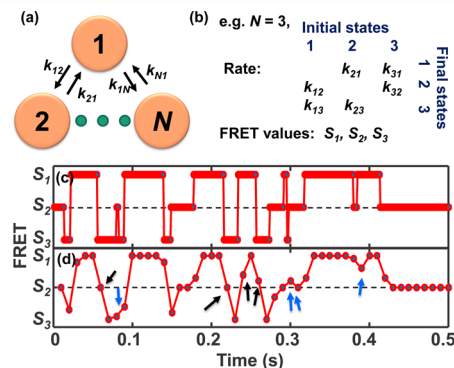 (a)
1
k12
k21
k1N
kN1
2
N
(b)
e.g. N = 3,
Initial states
1 2 3
Rate:
k21 k31
k12 k32
k13 k23
Final states
1 2 3
FRET values: S1, S2, S3
(c)
S1
S2
S3
(d)
S1
S2
S3
FRET
0 0.1 0.2 0.3 0.4 0.5
Time (s)